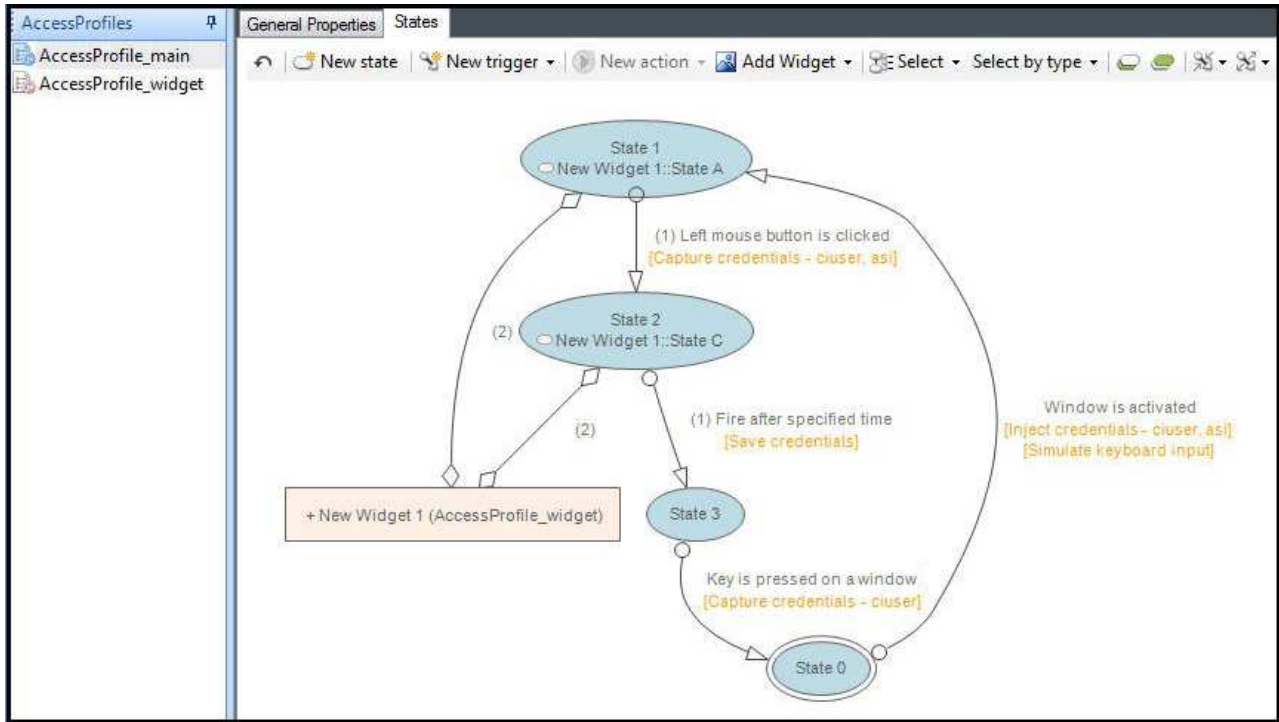 AccessProfiles
General Properties
States
AccessProfile_main
AccessProfile_widget
New state
New trigger
New action
Add Widget
Select
Select by type
State 1
New Widget 1::State A
(1) Left mouse button is clicked
[Capture credentials - ciuser, asi]
State 2
New Widget 1::State C
(2)
(2)
(1) Fire after specified time
[Save credentials]
Window is activated
[Inject credentials - ciuser, asi]
[Simulate keyboard input]
+ New Widget 1 (AccessProfile_widget)
State 3
Key is pressed on a window
[Capture credentials - ciuser]
State 0